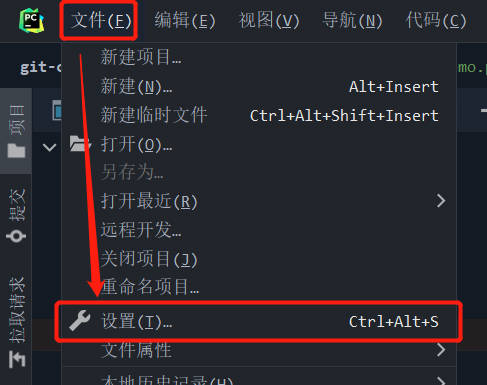 PC
文件(F) 编辑(E) 视图(V) 导航(N) 代码(C)
新建项目...
git-
mo.p
新建(N)... Alt+Insert
新建临时文件 Ctrl+Alt+Shift+Insert
项目
打开(O)...
另存为...
打开最近(R)
提交
远程开发...
关闭项目(J)
重命名项目...
拉取请求
设置(T)... Ctrl+Alt+S
文件属性
本地历史记录(H)